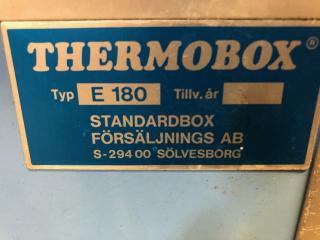 THERMOBOX®
Typ E 180 Tillv. år
STANDARDBOX
FÖRSÄLJNINGS AB
S-294 00 SÖLVESBORG